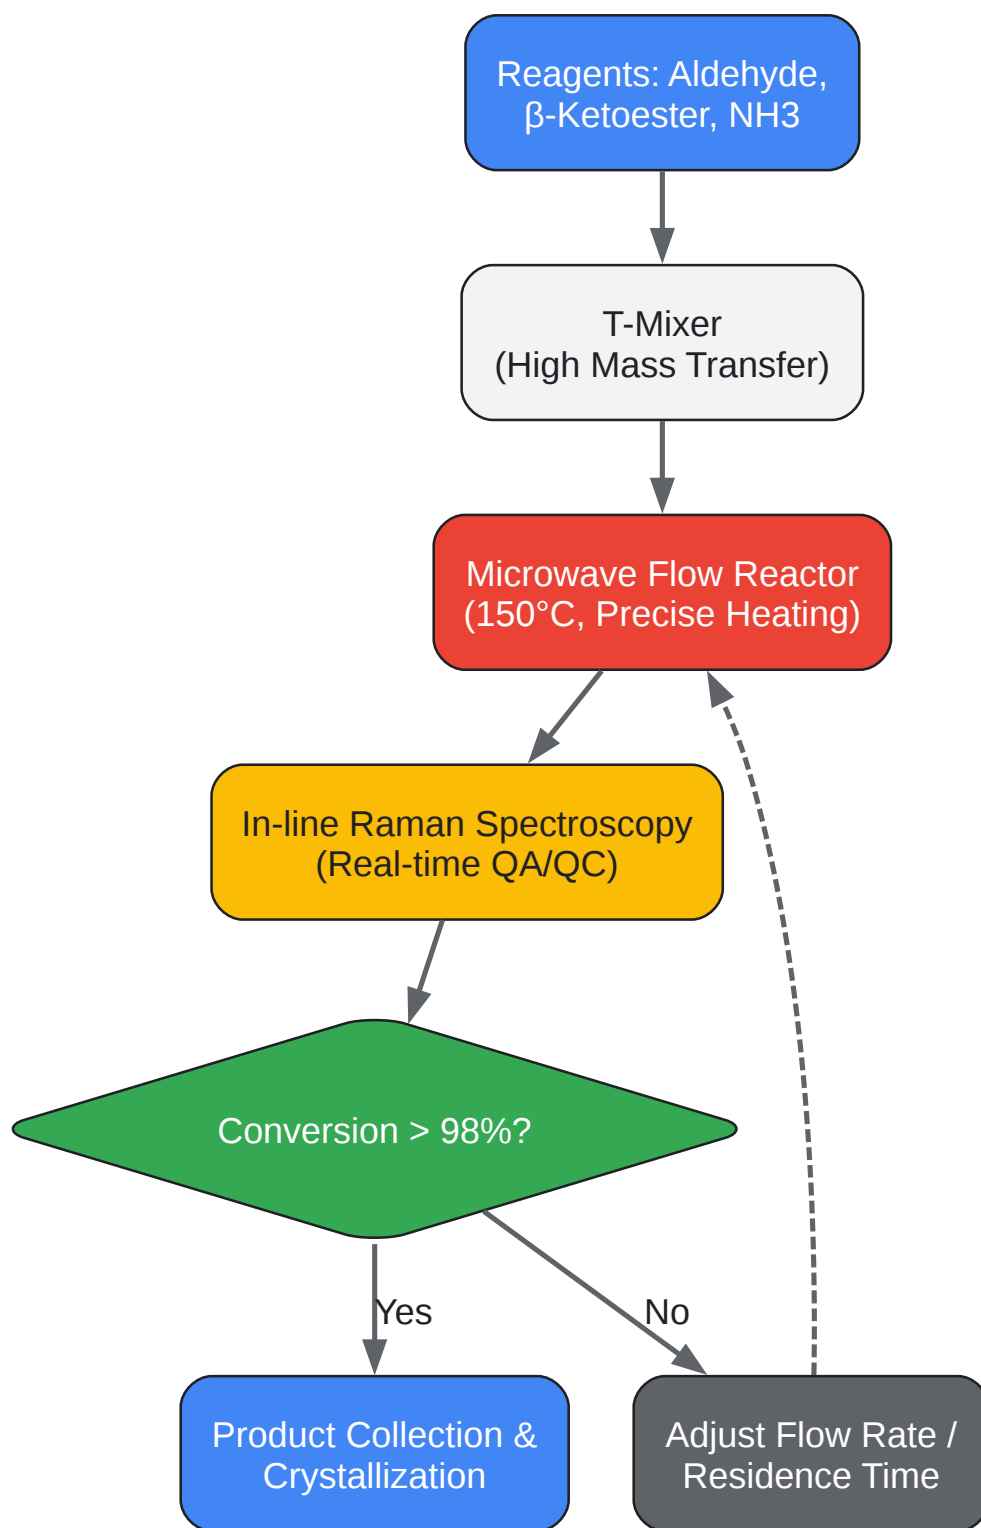 Reagents: Aldehyde,
β-Ketoester, NH3
T-Mixer
(High Mass Transfer)
Microwave Flow Reactor
(150°C, Precise Heating)
In-line Raman Spectroscopy
(Real-time QA/QC)
Conversion > 98%?
Yes
No
Product Collection &
Crystallization
Adjust Flow Rate /
Residence Time